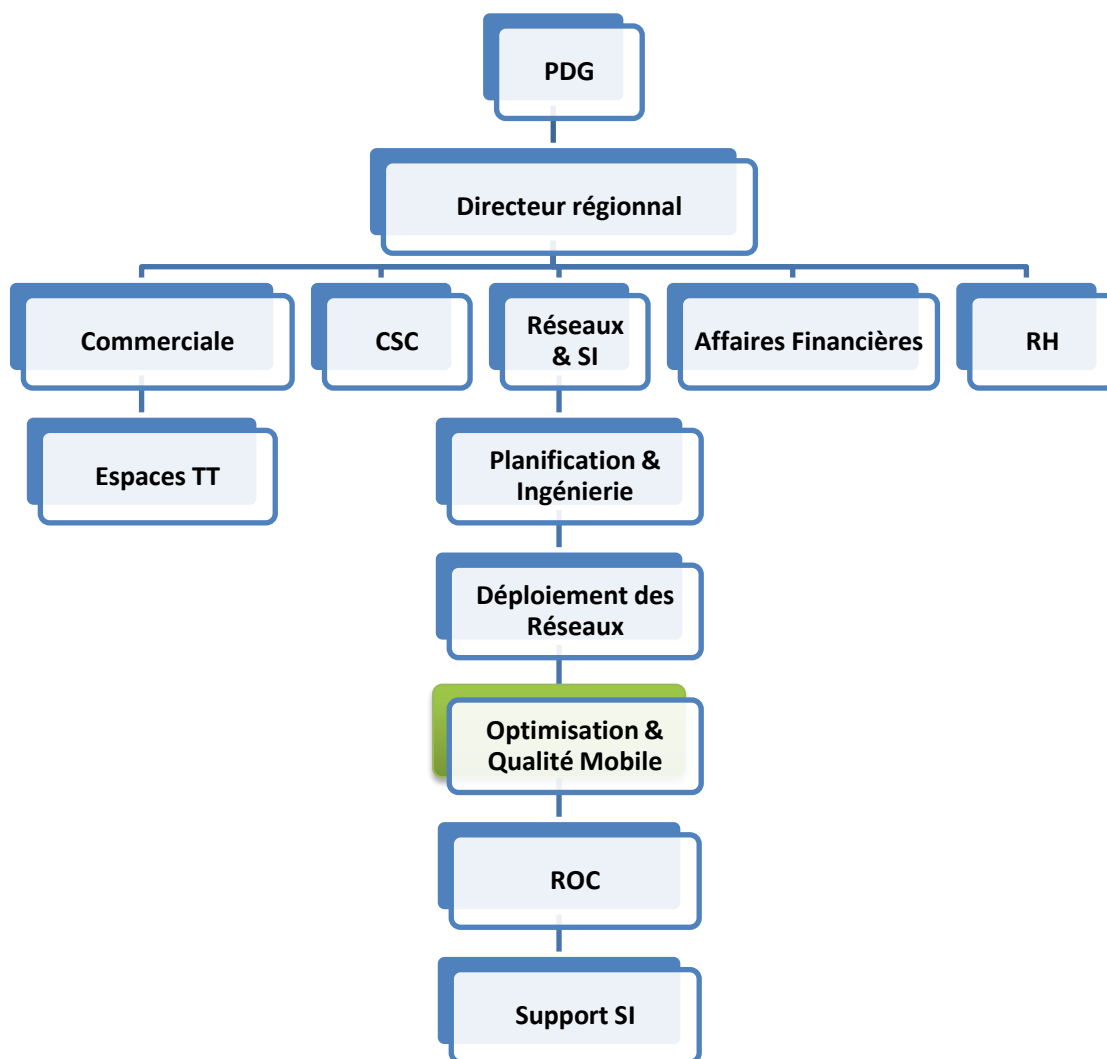 PDG
Directeur régionnal
Commerciale
CSC
Réseaux
& SI
Affaires Financières
RH
Espaces TT
Planification &
Ingénierie
Déploiement des
Réseaux
Optimisation &
Qualité Mobile
ROC
Support SI